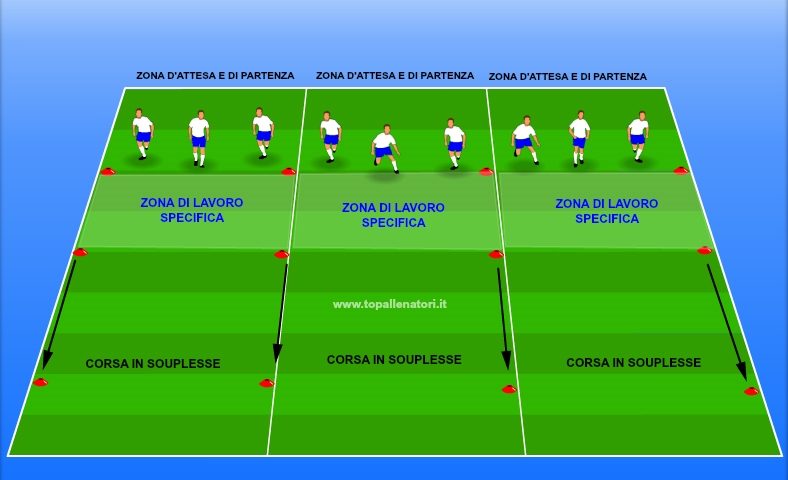 ZONA D'ATTESA E DI PARTENZA
ZONA D'ATTESA E DI PARTENZA
ZONA D'ATTESA E DI PARTENZA
ZONA DI LAVORO
SPECIFICA
ZONA DI LAVORO
SPECIFICA
ZONA DI LAVORO
SPECIFICA
www.topallenatori.it
CORSA IN SOUPLESSE
CORSA IN SOUPLESSE
CORSA IN SOUPLESSE